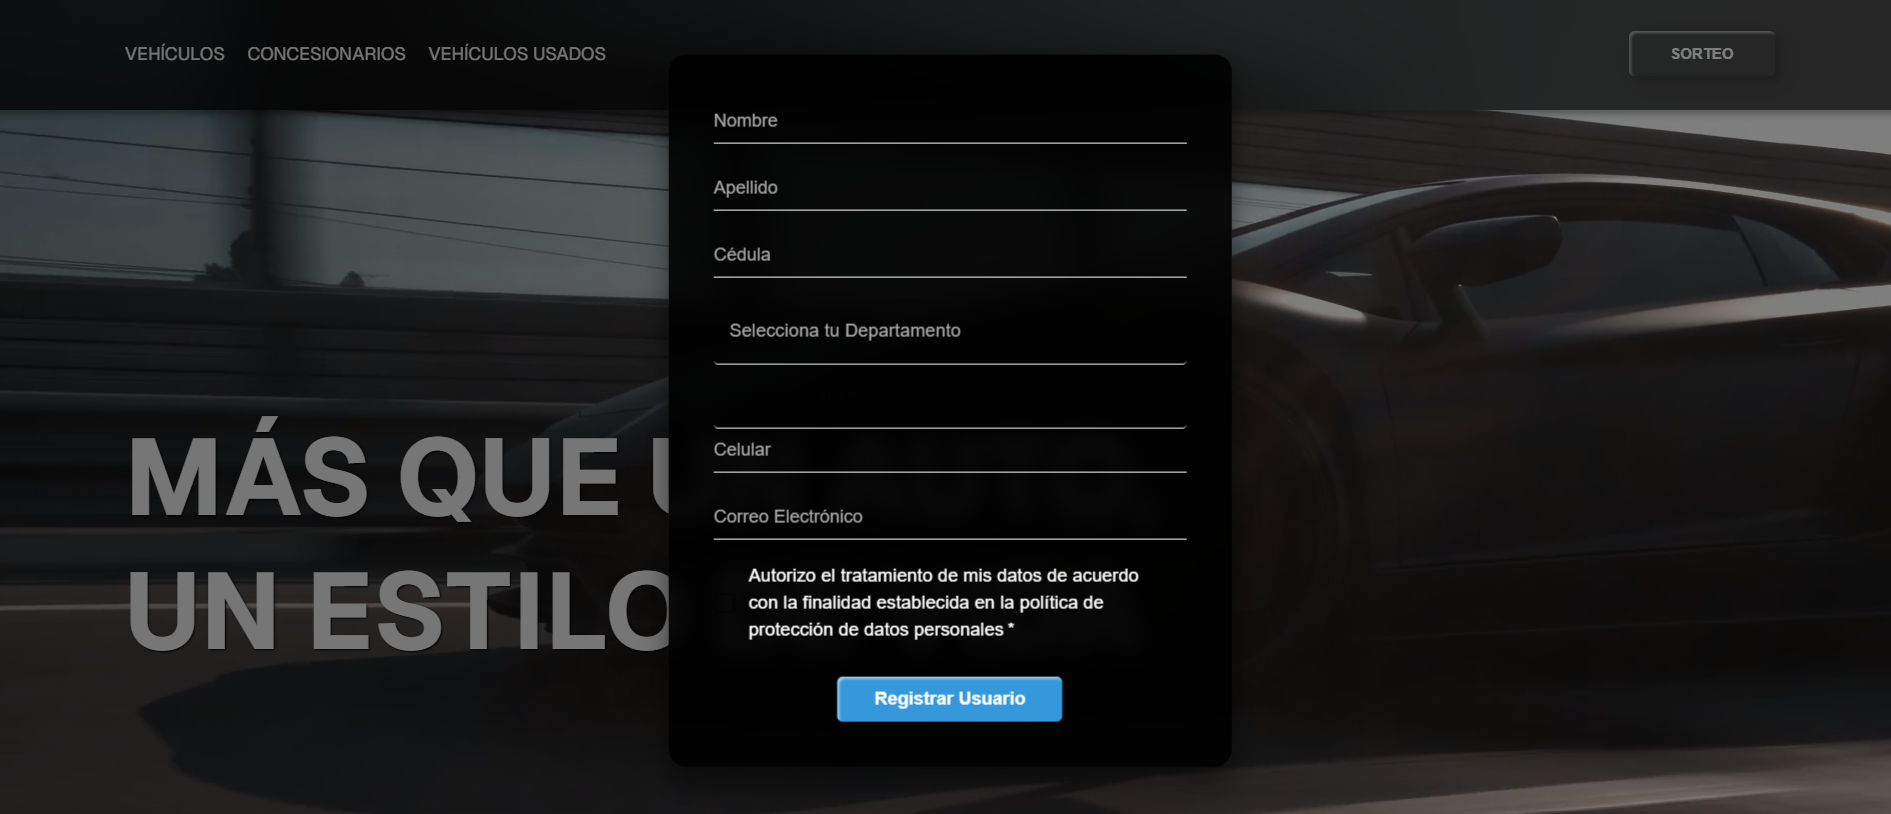 VEHÍCULOS CONCESIONARIOS VEHÍCULOS USADOS
SORTEO
MÁS QUE
UN ESTILO
Nombre
Apellido
Cédula
Selecciona tu Departamento
Celular
Correo Electrónico
Autorizo el tratamiento de mis datos de acuerdo
con la finalidad establecida en la política de
protección de datos personales *
Registrar Usuario